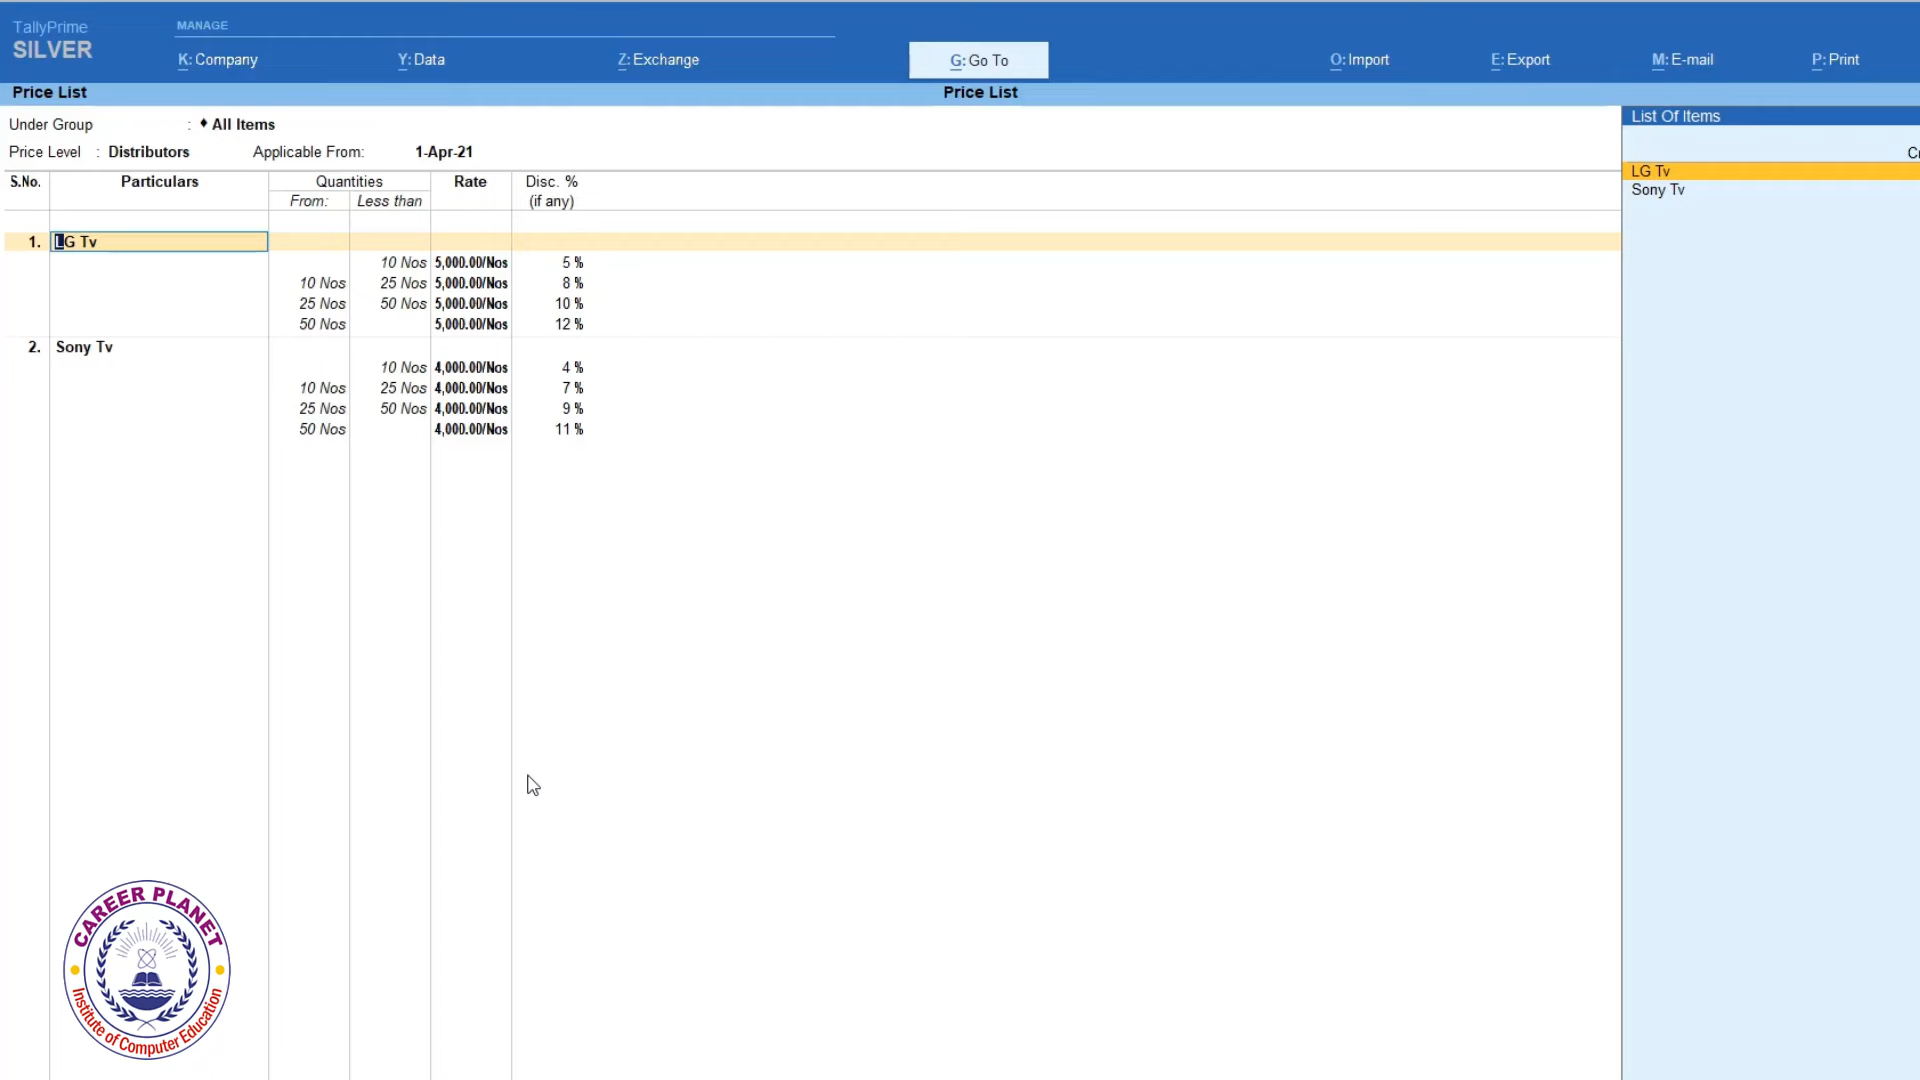 TallyPrime
SILVER
MANAGE
K: Company
Y: Data
Z: Exchange
G: Go To
O: Import
E: Export
M: E-mail
P: Print
Price List
Price List
Under Group : ♦ All Items
Price Level : Distributors Applicable From: 1-Apr-21
S.No. Particulars Quantities Rate Disc. %
From: Less than (if any)
1. LG Tv
10 Nos 5,000.00/Nos 5 %
10 Nos 25 Nos 5,000.00/Nos 8 %
25 Nos 50 Nos 5,000.00/Nos 10 %
50 Nos 5,000.00/Nos 12 %
2. Sony Tv
10 Nos 4,000.00/Nos 4 %
10 Nos 25 Nos 4,000.00/Nos 7 %
25 Nos 50 Nos 4,000.00/Nos 9 %
50 Nos 4,000.00/Nos 11 %
List Of Items
LG Tv
Sony Tv
CAREER PLANET
Institute of Computer Education